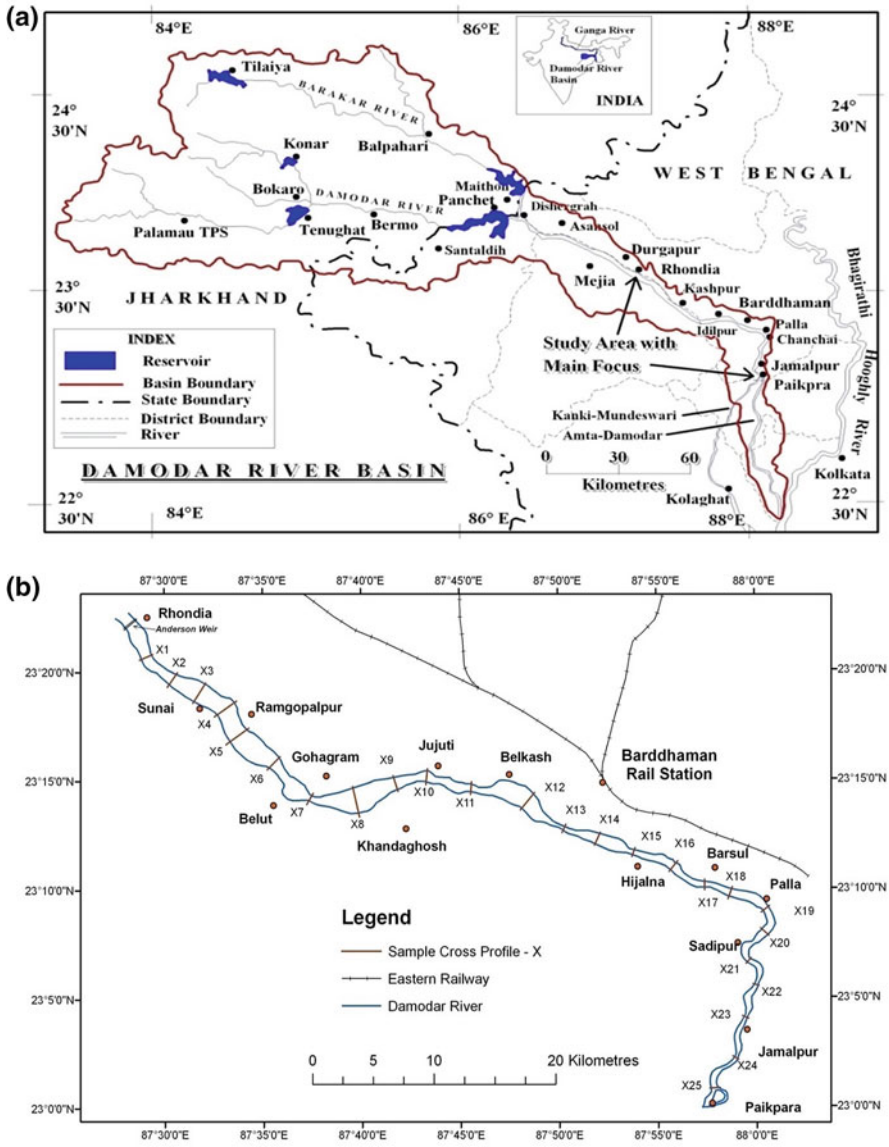 (a)
84°E
86°E
88°E
24°
30'N
24°
30'N
Ganga River
Damodar River
Basin
INDIA
Tilaiya
BARAKAR RIVER
Balpahari
Konar
Bokaro
DAMODAR RIVER
Palamau TPS
Tenughat
Bermo
Maithon
Panchet
Dishergrah
Santaldih
Asansol
WEST BENGAL
Durgapur
Rhondia
Mejia
Kashpur
Barddhaman
Idilpur
Palla
Chanchai
23°
30'N
23°
30'N
JHARKHAND
Study Area with
Main Focus
Jamalpur
Paikpra
Bhagirathi
Hooghly River
Kanki-Mundeswari
Amta-Damodar
INDEX
Reservoir
Basin Boundary
State Boundary
District Boundary
River
0 30 60
Kilometres
DAMODAR RIVER BASIN
Kolkata
Kolaghat
22°
30'N
22°
30'N
84°E
86° E
88°E
(b)
87°30'0"E 87°35'0"E 87°40'0"E 87°45'0"E 87°50'0"E 87°55'0"E 88°0'0"E
Rhondia
Anderson Weir
X1
X2
X3
23°20'0"N
23°20'0"N
Sunai
X4
Ramgopalpur
X5
X6
Gohagram
Jujuti
Belkash
Barddhaman
Rail Station
X9
23°15'0"N
23°15'0"N
Belut
X7
X8
X10
X11
X12
Khandaghosh
X13
X14
X15
X16
Barsul
Hijalna
X17
X18
Palla
23°10'0"N
23°10'0"N
X19
Legend
Sample Cross Profile - X
Eastern Railway
Damodar River
Sadipur
X20
X21
X22
23°5'0"N
23°5'0"N
X23
Jamalpur
0 5 10 20 Kilometres
X24
X25
Paikpara
23°0'0"N
23°0'0"N
87°30'0"E 87°35'0"E 87°40'0"E 87°45'0"E 87°50'0"E 87°55'0"E 88°0'0"E